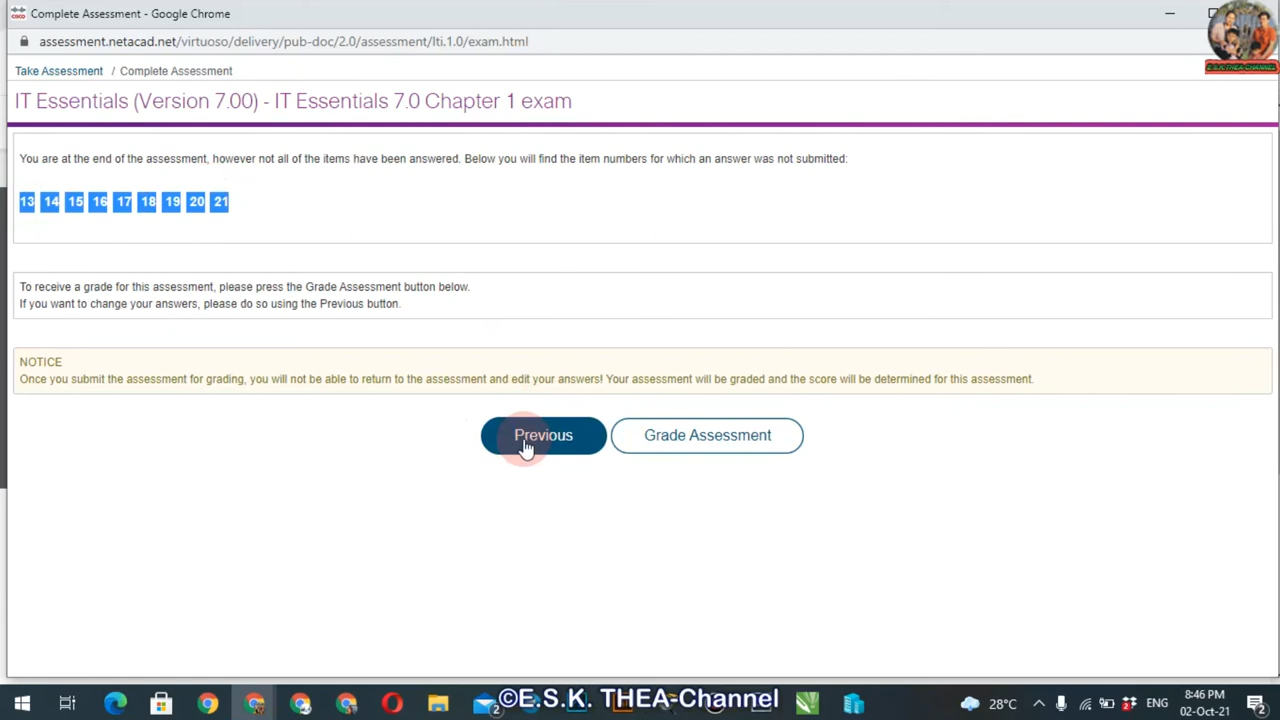 Complete Assessment - Google Chrome
assessment.netacad.net/virtuoso/delivery/pub-doc/2.0/assessment/lti.1.0/exam.html
E.S.K. THEA-CHANNEL
Take Assessment / Complete Assessment
IT Essentials (Version 7.00) - IT Essentials 7.0 Chapter 1 exam
You are at the end of the assessment, however not all of the items have been answered. Below you will find the item numbers for which an answer was not submitted:
13 14 15 16 17 18 19 20 21
To receive a grade for this assessment, please press the Grade Assessment button below.
If you want to change your answers, please do so using the Previous button.
NOTICE
Once you submit the assessment for grading, you will not be able to return to the assessment and edit your answers! Your assessment will be graded and the score will be determined for this assessment.
Previous Grade Assessment
©E.S.K. THEA-Channel
28°C ENG 8:46 PM
02-Oct-21
2
2